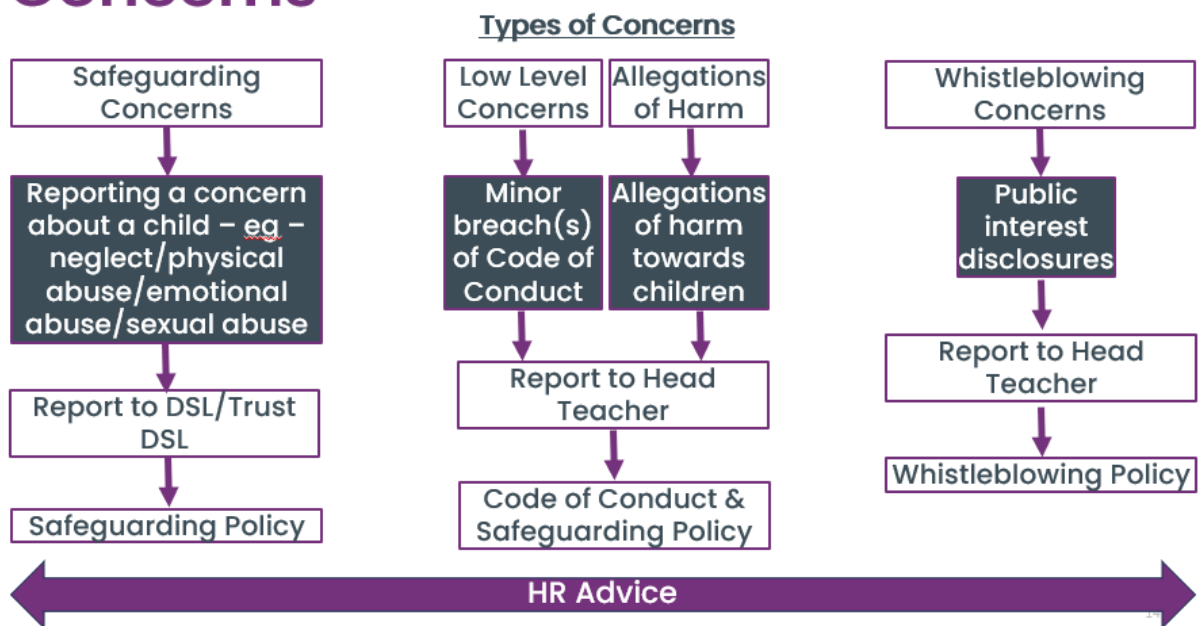 Concerns
Types of Concerns
Safeguarding
Concerns
Reporting a concern
about a child – eg –
neglect/physical
abuse/emotional
abuse/sexual abuse
Report to DSL/Trust
DSL
Safeguarding Policy
Low Level
Concerns
Minor
breach(s)
of Code of
Conduct
Allegations
of Harm
Allegations
of harm
towards
children
Report to Head
Teacher
Code of Conduct &
Safeguarding Policy
Whistleblowing
Concerns
Public
interest
disclosures
Report to Head
Teacher
Whistleblowing Policy
HR Advice